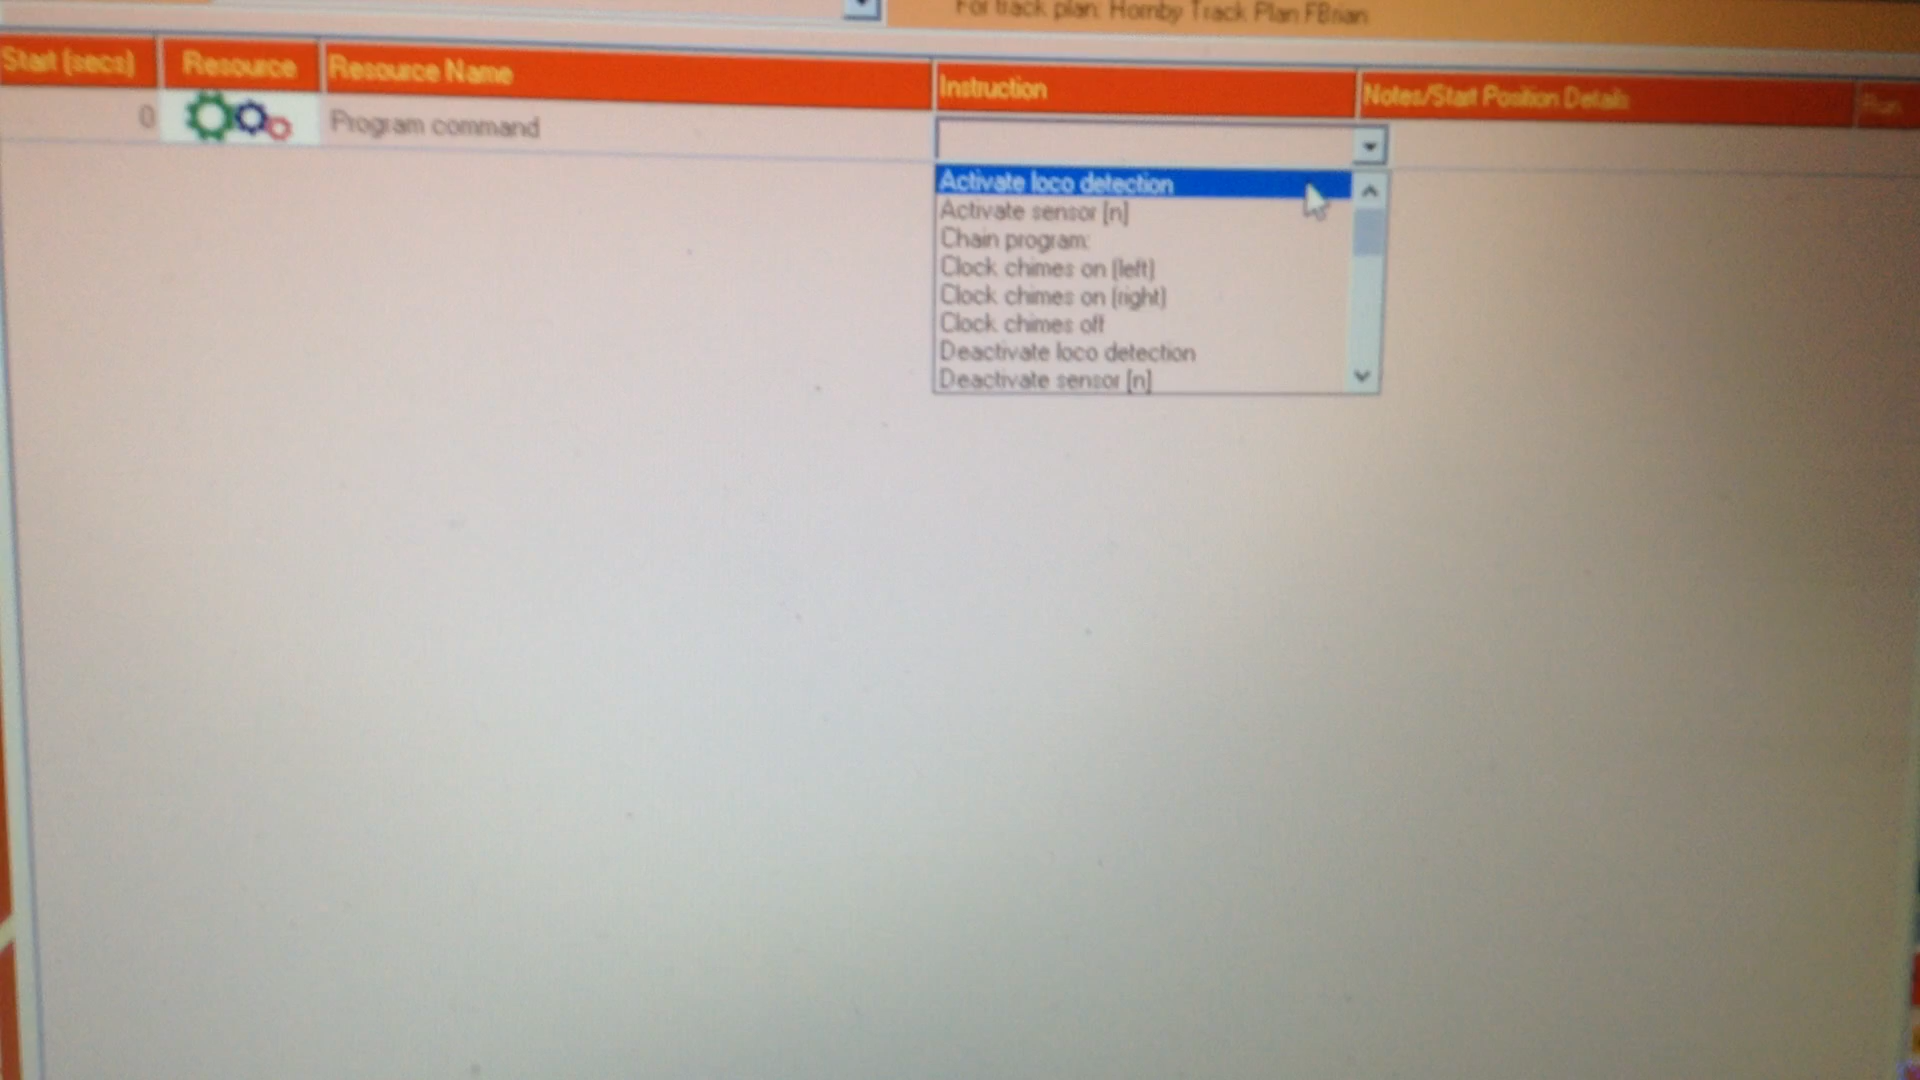 For track plan: Hornby Track Plan FBrian
Start (secs) Resource Resource Name Instruction Notes/Start Position Details Run
0 Program command
Activate loco detection
Activate sensor [n]
Chain program:
Clock chimes on (left)
Clock chimes on (right)
Clock chimes off
Deactivate loco detection
Deactivate sensor [n]